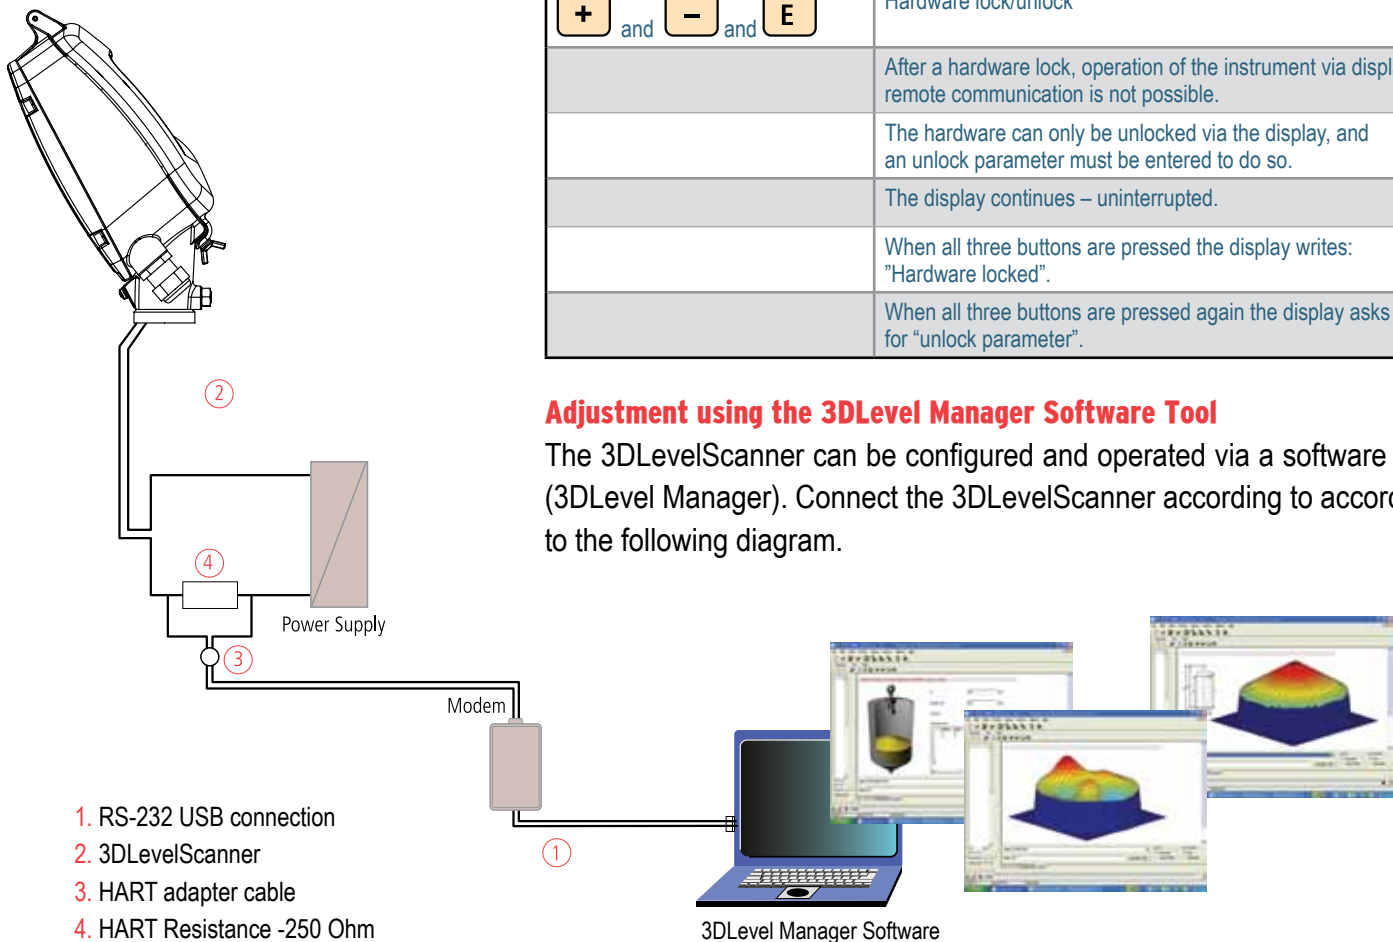 + and – and E
Hardware lock/unlock
After a hardware lock, operation of the instrument via
remote communication is not possible.
The hardware can only be unlocked via the display, and
an unlock parameter must be entered to do so.
The display continues – uninterrupted.
When all three buttons are pressed the display writes:
”Hardware locked”.
When all three buttons are pressed again the display asks
for “unlock parameter”.
Adjustment using the 3DLevel Manager Software Tool
The 3DLevelScanner can be configured and operated via a software
(3DLevel Manager). Connect the 3DLevelScanner according to
to the following diagram.
2
4
Power Supply
3
Modem
1
1. RS-232 USB connection
2. 3DLevelScanner
3. HART adapter cable
4. HART Resistance -250 Ohm
3DLevel Manager Software